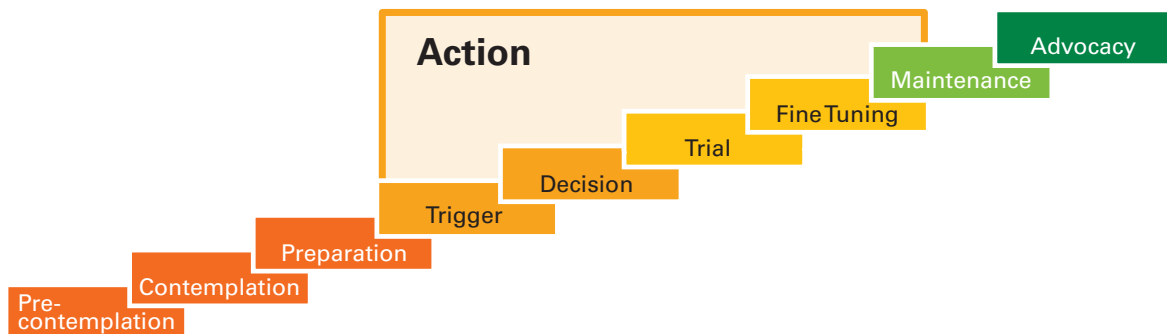 Action
Pre-
contemplation
Contemplation
Preparation
Trigger
Decision
Trial
Fine Tuning
Maintenance
Advocacy